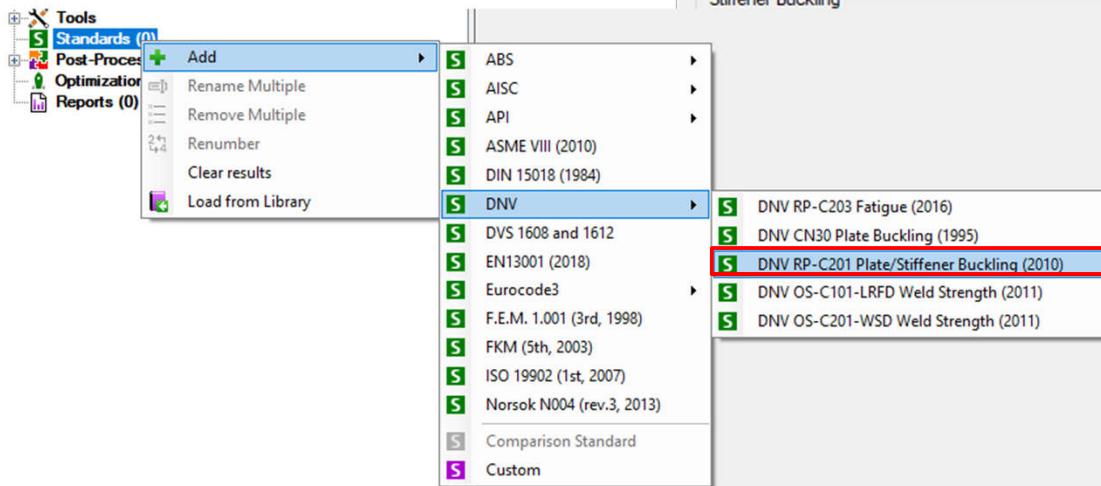 Stiffener Buckling
Tools
Standards (0)
Post-Proces
Optimization
Reports (0)
Add
Rename Multiple
Remove Multiple
Renumber
Clear results
Load from Library
ABS
AISC
API
ASME VIII (2010)
DIN 15018 (1984)
DNV
DVS 1608 and 1612
EN13001 (2018)
Eurocode3
F.E.M. 1.001 (3rd, 1998)
FKM (5th, 2003)
ISO 19902 (1st, 2007)
Norsok N004 (rev.3, 2013)
Comparison Standard
Custom
DNV RP-C203 Fatigue (2016)
DNV CN30 Plate Buckling (1995)
DNV RP-C201 Plate/Stiffener Buckling (2010)
DNV OS-C101-LRFD Weld Strength (2011)
DNV OS-C201-WSD Weld Strength (2011)